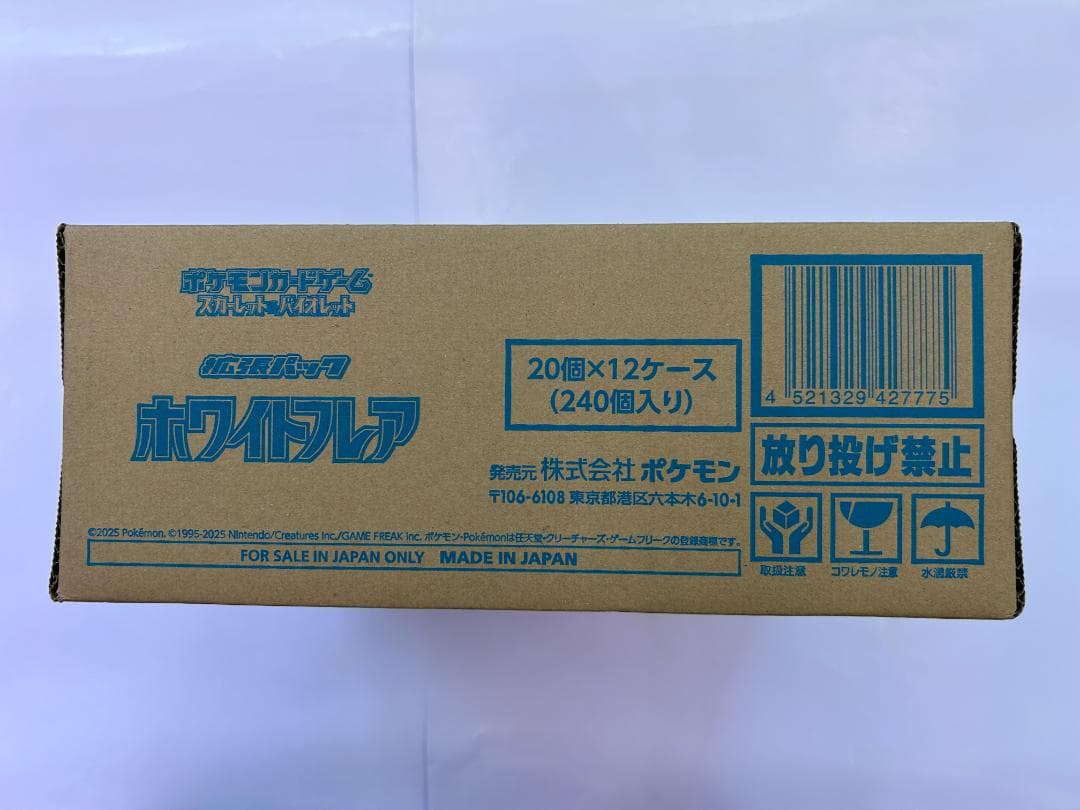 ポケモンカードゲーム
スカーレット&バイオレット
拡張パック
ホワイトフレア
20個×12ケース
(240個入り)
発売元 株式会社 ポケモン
〒106-6108 東京都港区六本木6-10-1
©2025 Pokémon. ©1995-2025 Nintendo/Creatures Inc./GAME FREAK inc. ポケモン・Pokémonは任天堂・クリーチャーズ・ゲームフリークの登録商標です。
FOR SALE IN JAPAN ONLY MADE IN JAPAN
4 521329 427775
放り投げ禁止
取扱注意
コワレモノ注意
水濡厳禁